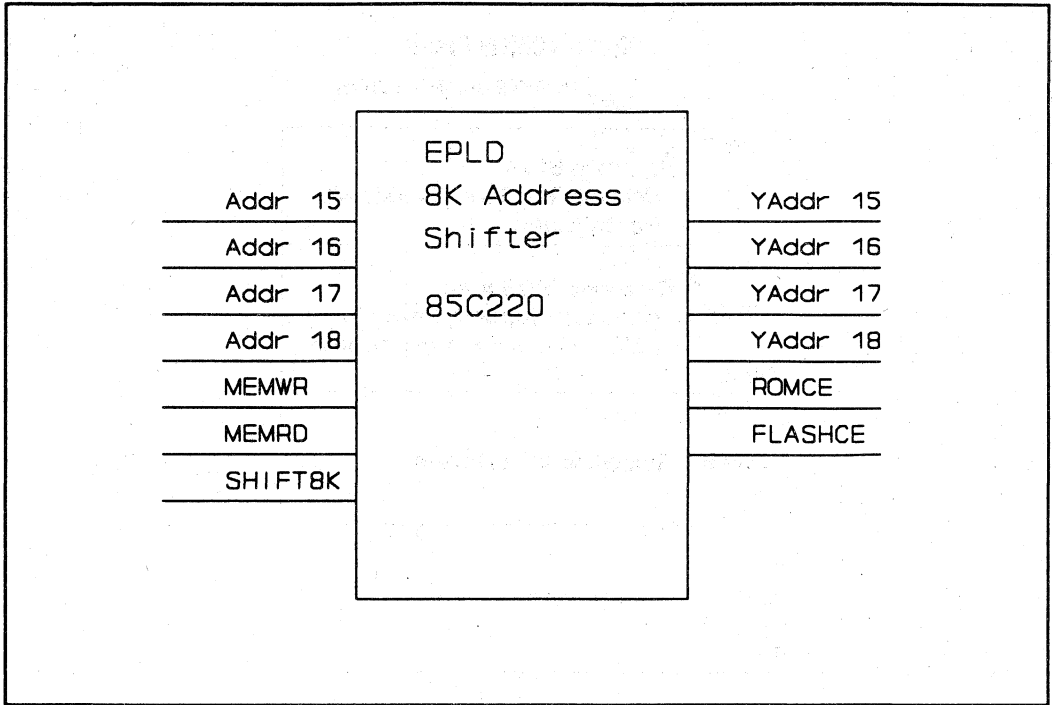 EPLD
8K Address
Shifter
85C220
Addr 15
Addr 16
Addr 17
Addr 18
MEMWR
MEMRD
SHIFT8K
YAddr 15
YAddr 16
YAddr 17
YAddr 18
ROMCE
FLASHCE